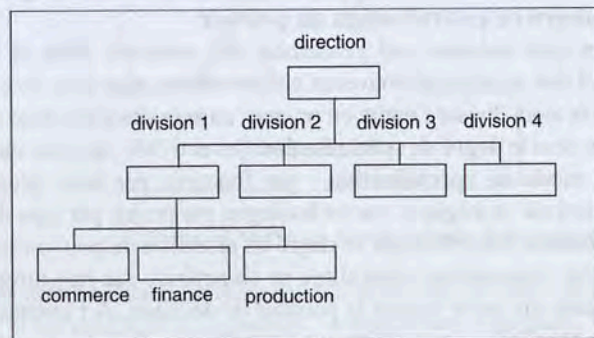 direction
division 1 division 2 division 3 division 4
commerce finance production